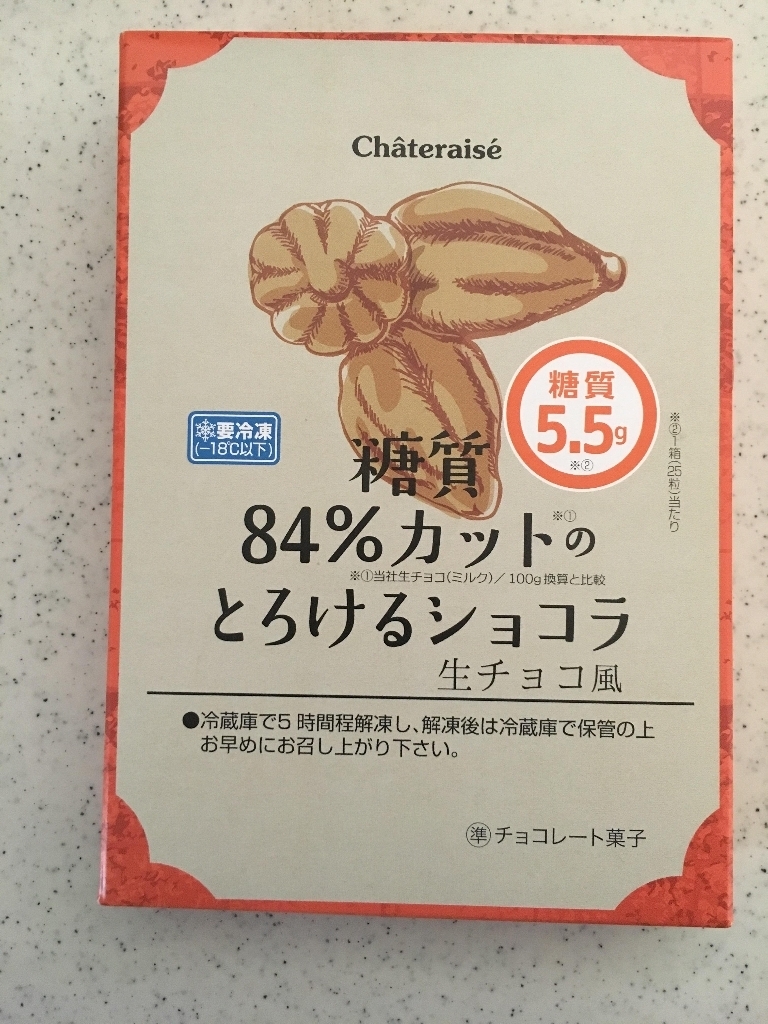 Châteraisé
糖質
5.5g
※②
※②1箱(25粒)当たり
要冷凍
(−18℃以下)
糖質
84%カット※①の
※①当社生チョコ(ミルク)／100g換算と比較
とろけるショコラ
生チョコ風
●冷蔵庫で5時間程解凍し、解凍後は冷蔵庫で保管の上
お早めにお召し上がり下さい。
㊜チョコレート菓子